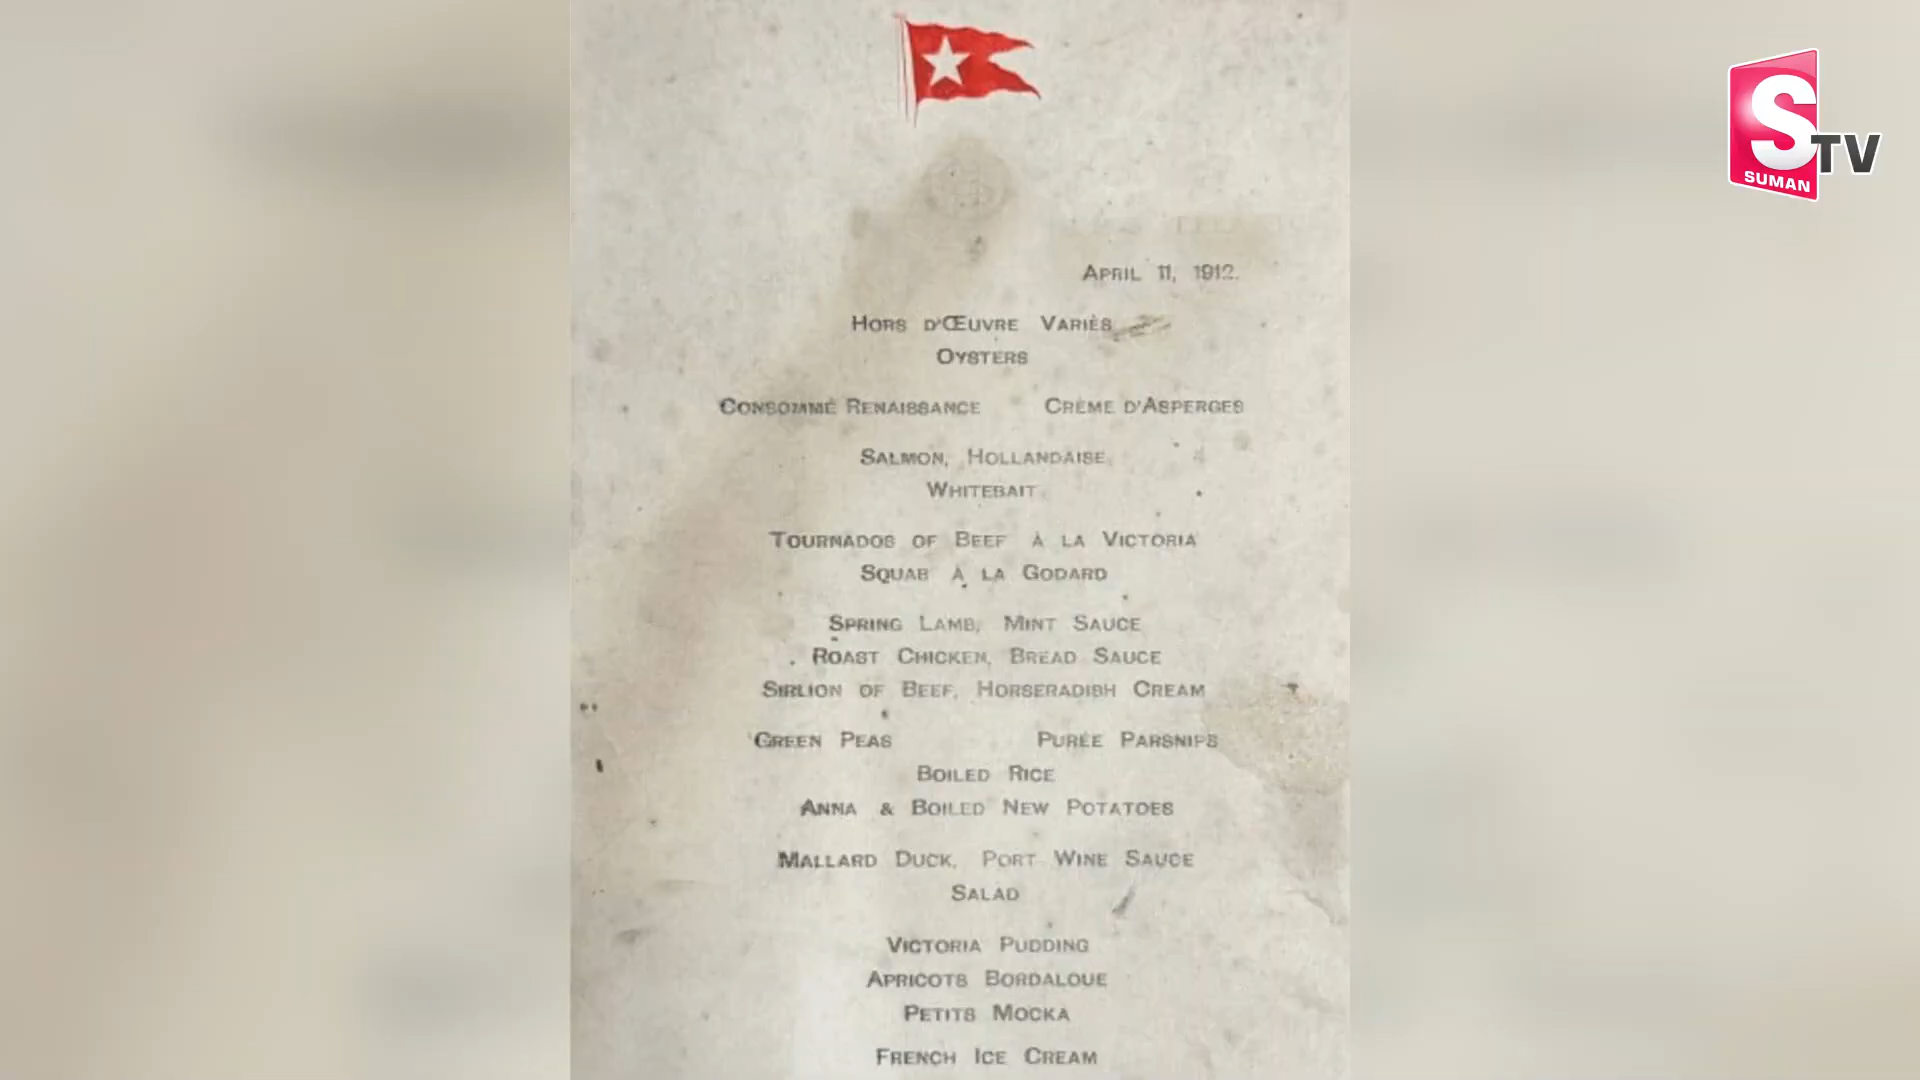 S TV
SUMAN
APRIL 11, 1912.
HORS D'ŒUVRE VARIÈS
OYSTERS
CONSOMMÉ RENAISSANCE CRÈME D'ASPERGES
SALMON, HOLLANDAISE
WHITEBAIT
TOURNADOS OF BEEF À LA VICTORIA
SQUAB À LA GODARD
SPRING LAMB, MINT SAUCE
ROAST CHICKEN, BREAD SAUCE
SIRLION OF BEEF, HORSERADISH CREAM
GREEN PEAS PURÉE PARSNIPS
BOILED RICE
ANNA & BOILED NEW POTATOES
MALLARD DUCK, PORT WINE SAUCE
SALAD
VICTORIA PUDDING
APRICOTS BORDALOUE
PETITS MOCKA
FRENCH ICE CREAM